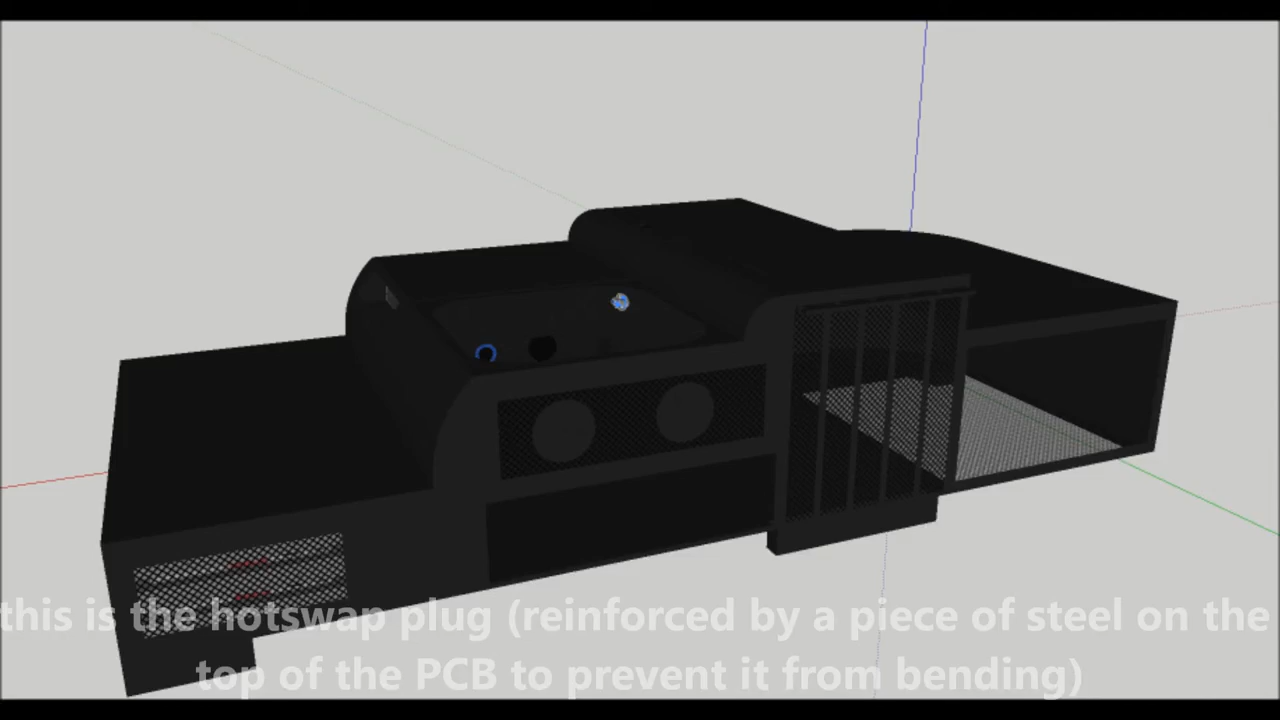 this is the hotswap plug (reinforced by a piece of steel on the
top of the PCB to prevent it from bending)